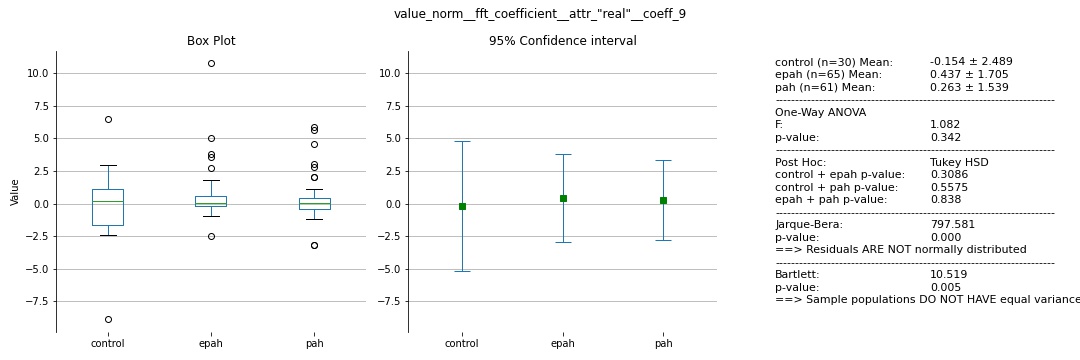 value_norm__fft_coefficient__attr_"real"__coeff_9
Box Plot
95% Confidence interval
Value
10.0
7.5
5.0
2.5
0.0
−2.5
−5.0
−7.5
control
epah
pah
10.0
7.5
5.0
2.5
0.0
−2.5
−5.0
−7.5
control
epah
pah
control (n=30) Mean: -0.154 ± 2.489
epah (n=65) Mean: 0.437 ± 1.705
pah (n=61) Mean: 0.263 ± 1.539
One-Way ANOVA
F: 1.082
p-value: 0.342
Post Hoc: Tukey HSD
control + epah p-value: 0.3086
control + pah p-value: 0.5575
epah + pah p-value: 0.838
Jarque-Bera: 797.581
p-value: 0.000
==> Residuals ARE NOT normally distributed
Bartlett: 10.519
p-value: 0.005
==> Sample populations DO NOT HAVE equal variance